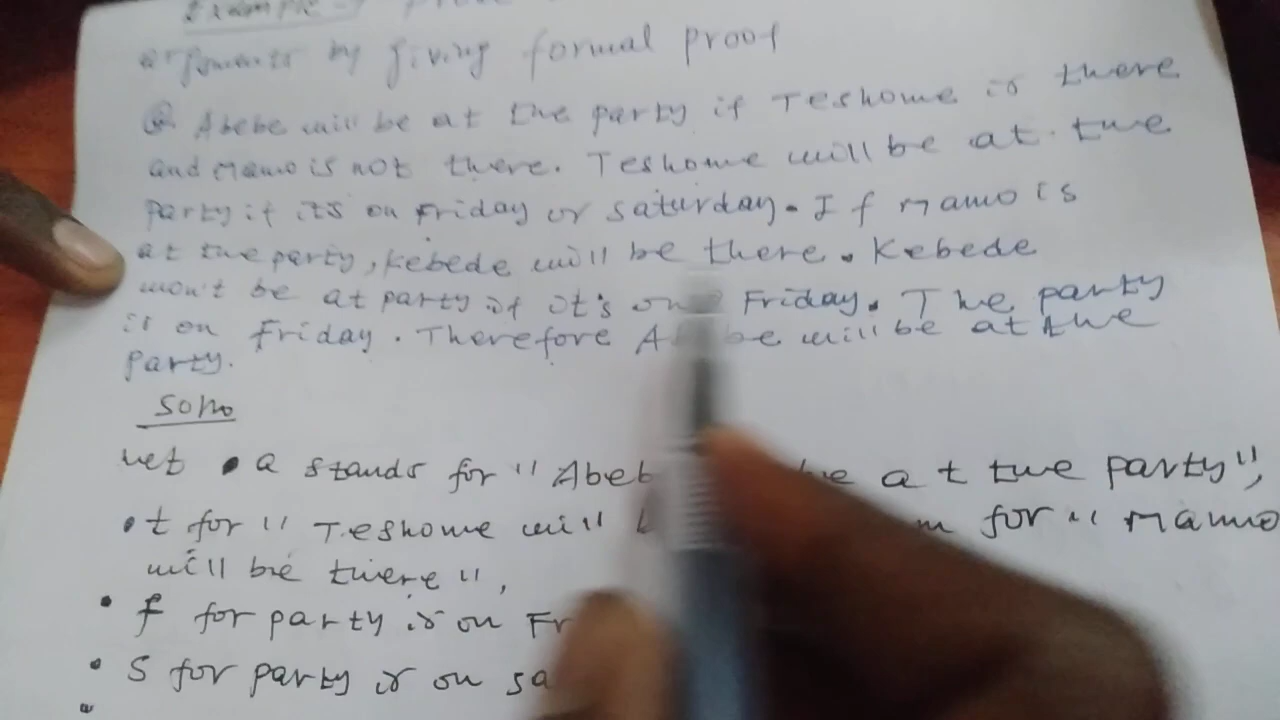 Example
arguments by giving formal proof
Abebe will be at the party if Teshome is there
and Mamo is not there. Teshome will be at the
party if it's on Friday or saturday. If Mamo is
at the party, Kebede will be there. Kebede
won't be at party if it's on Friday. The party
is on Friday. Therefore will be at the
party.
Soln
Let • a stands for " at the party",
• t for " Teshome will for " Mamo
will be there ",
• f for party is on
• S for party is on